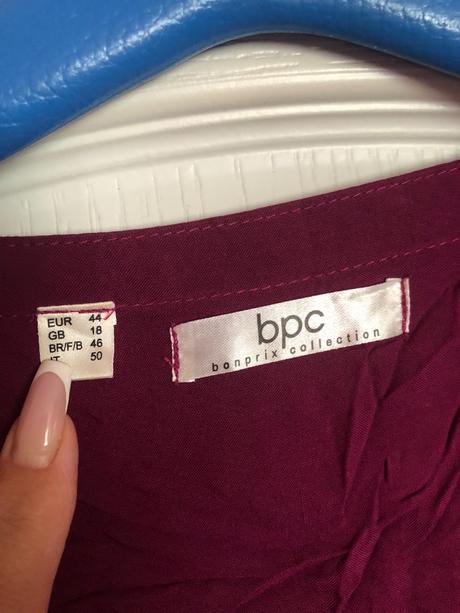 EUR 44
GB 18
BR/F/B 46
IT 50
bpc
bonprix collection